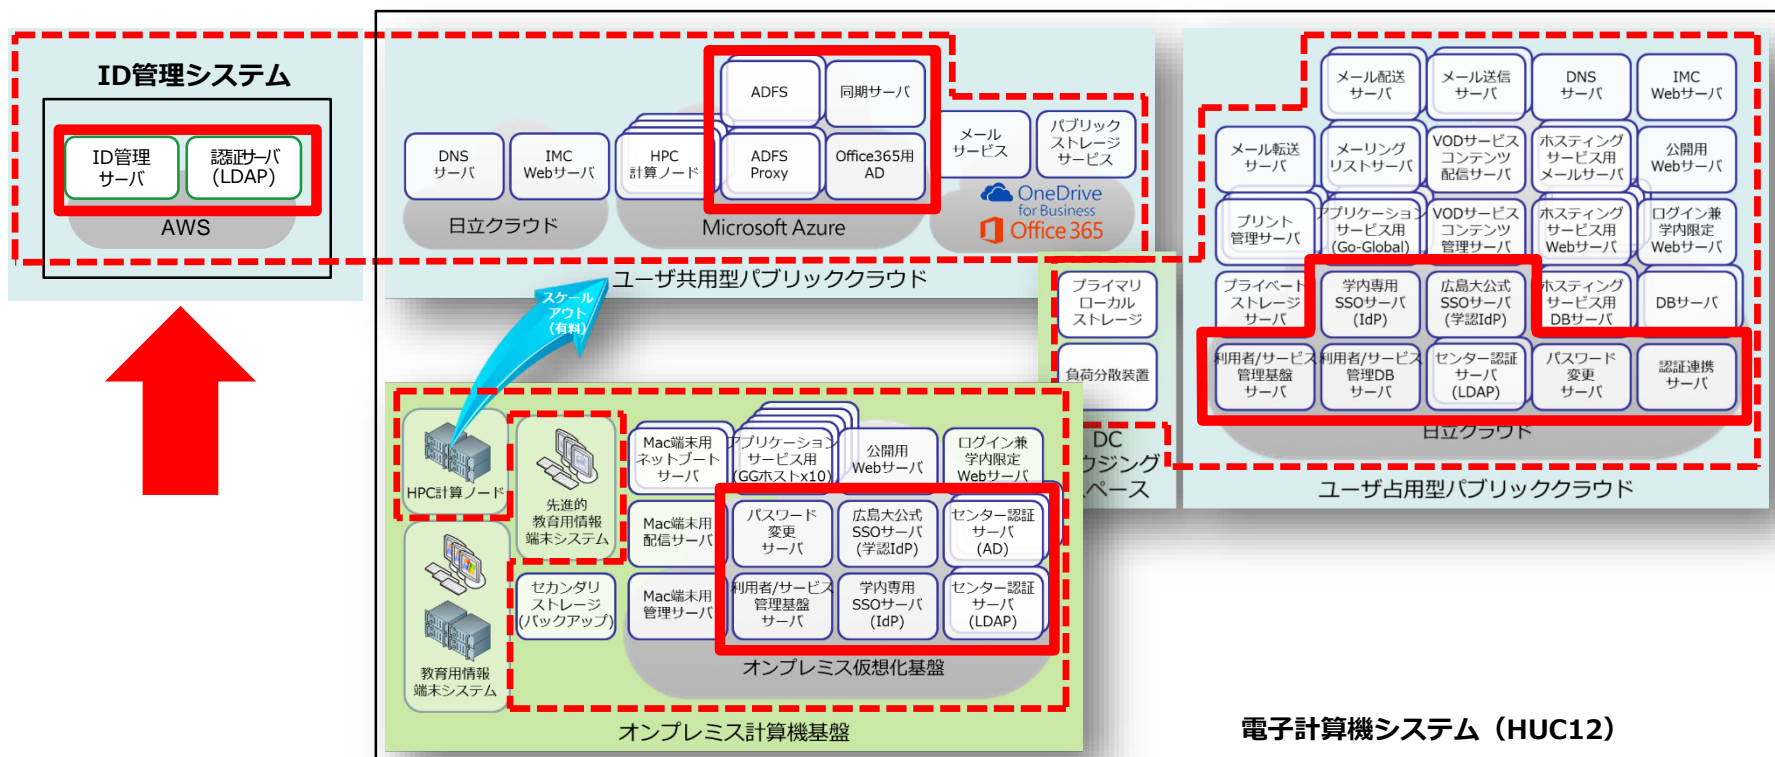 ID管理システム
ID管理
サーバ
認証サーバ
(LDAP)
AWS
ADFS
同期サーバ
DNS
サーバ
IMC
Webサーバ
HPC
計算ノード
ADFS
Proxy
Office365用
AD
メール
サービス
パブリック
ストレージ
サービス
日立クラウド
Microsoft Azure
OneDrive
for Business
Office 365
ユーザ共用型パブリッククラウド
スケール
アウト
(有料)
プライマリ
ローカル
ストレージ
負荷分散装置
DC
ウジング
ペース
メール配送
サーバ
メール送信
サーバ
DNS
サーバ
IMC
Webサーバ
メール転送
サーバ
メーリング
リストサーバ
VODサービス
コンテンツ
配信サーバ
ホスティング
サービス用
メールサーバ
公開用
Webサーバ
プリント
管理サーバ
アプリケーション
サービス用
(Go-Global)
VODサービス
コンテンツ
管理サーバ
ホスティング
サービス用
Webサーバ
ログイン兼
学内限定
Webサーバ
プライベート
ストレージ
サーバ
学内専用
SSOサーバ
(IdP)
広島大公式
SSOサーバ
(学認IdP)
ホスティング
サービス用
DBサーバ
DBサーバ
利用者/サービス
管理基盤
サーバ
利用者/サービス
管理DB
サーバ
センター認証
サーバ
(LDAP)
パスワード
変更
サーバ
認証連携
サーバ
日立クラウド
ユーザ占用型パブリッククラウド
HPC計算ノード
先進的
教育用情報
端末システム
Mac端末用
ネットブート
サーバ
アプリケーション
サービス用
(GGホストx10)
公開用
Webサーバ
ログイン兼
学内限定
Webサーバ
Mac端末用
配信サーバ
パスワード
変更
サーバ
広島大公式
SSOサーバ
(学認IdP)
センター認証
サーバ
(AD)
セカンダリ
ストレージ
(バックアップ)
Mac端末用
管理サーバ
利用者/サービス
管理基盤
サーバ
学内専用
SSOサーバ
(IdP)
センター認証
サーバ
(LDAP)
教育用情報
端末システム
オンプレミス仮想化基盤
オンプレミス計算機基盤
電子計算機システム（HUC12）